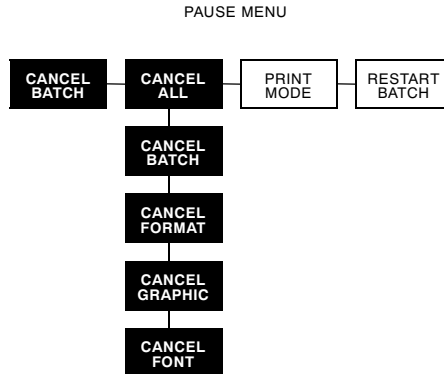 PAUSE MENU
CANCEL
BATCH
CANCEL
ALL
PRINT
MODE
RESTART
BATCH
CANCEL
BATCH
CANCEL
FORMAT
CANCEL
GRAPHIC
CANCEL
FONT